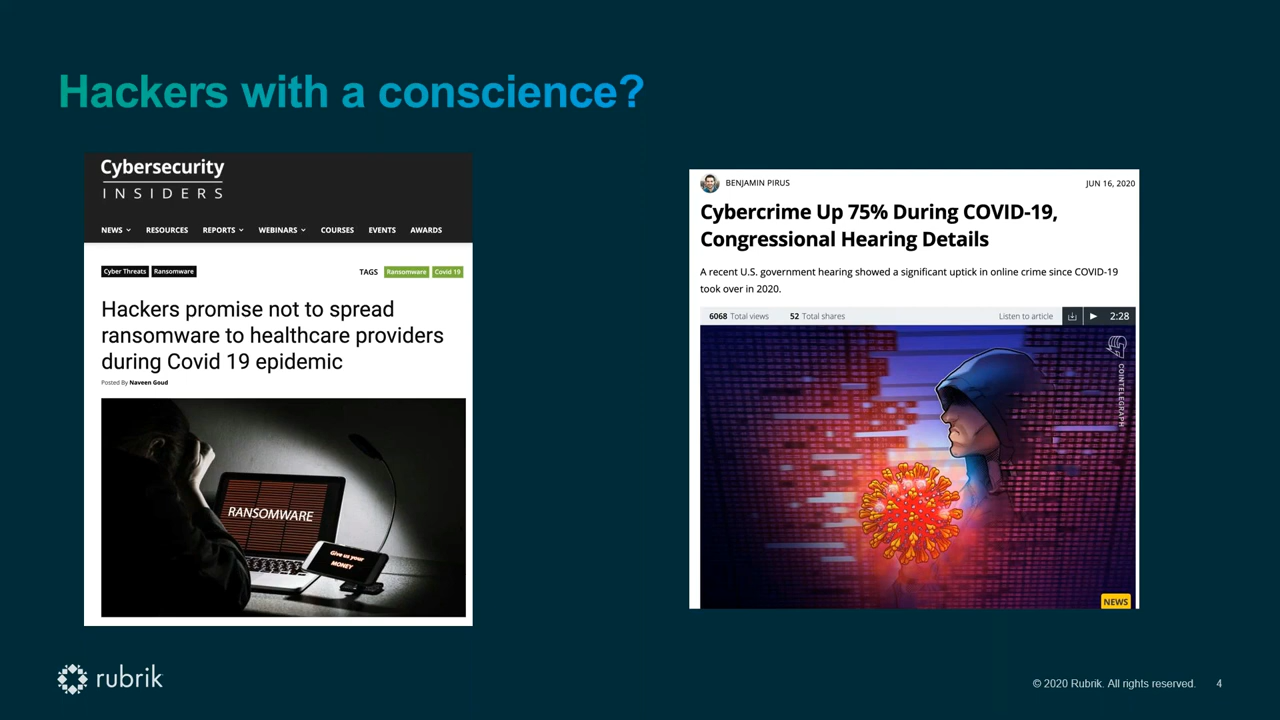 Hackers with a conscience?
Cybersecurity
INSIDERS
NEWS RESOURCES REPORTS WEBINARS COURSES EVENTS AWARDS
Cyber Threats Ransomware TAGS Ransomware Covid 19
Hackers promise not to spread
ransomware to healthcare providers
during Covid 19 epidemic
Posted By Naveen Goud
RANSOMWARE
Give us your
MONEY
BENJAMIN PIRUS JUN 16, 2020
Cybercrime Up 75% During COVID-19,
Congressional Hearing Details
A recent U.S. government hearing showed a significant uptick in online crime since COVID-19
took over in 2020.
6068 Total views 52 Total shares Listen to article 2:28
COINTELEGRAPH
NEWS
rubrik
© 2020 Rubrik. All rights reserved. 4